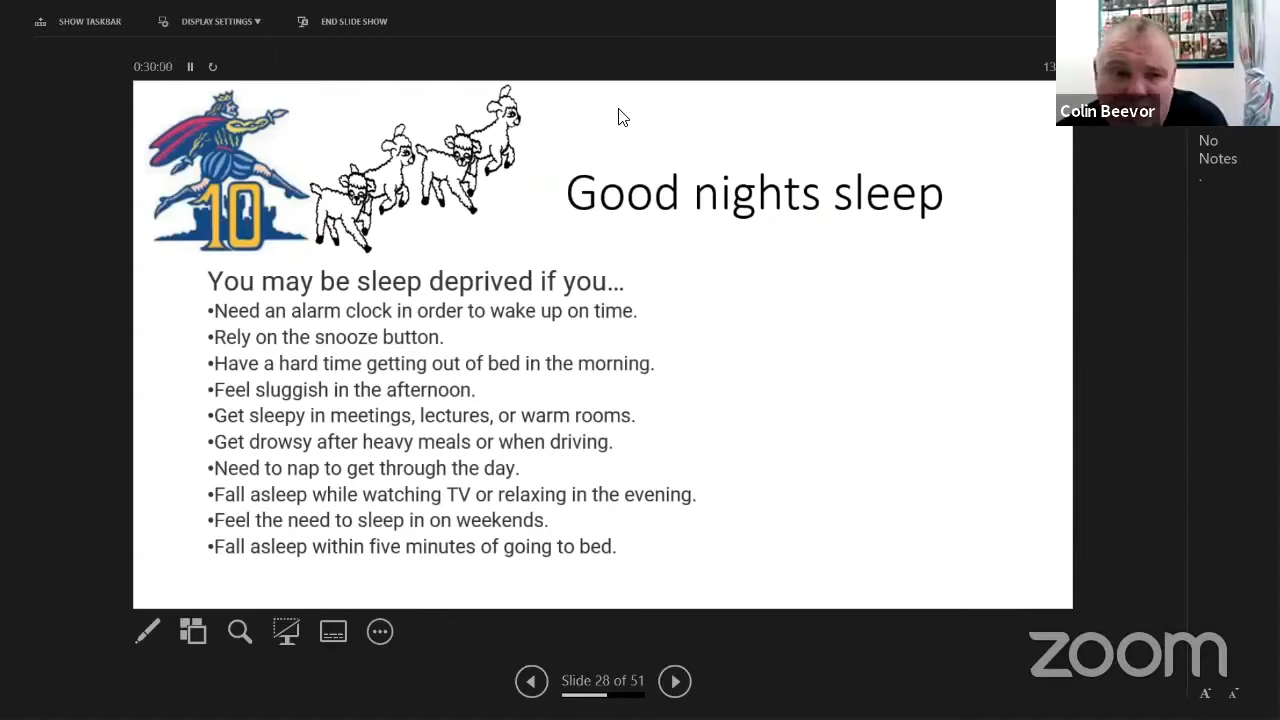 SHOW TASKBAR
DISPLAY SETTINGS ▼
END SLIDE SHOW
0:30:00
13
Colin Beevor
No
Notes
.
10
Good nights sleep
You may be sleep deprived if you...
•Need an alarm clock in order to wake up on time.
•Rely on the snooze button.
•Have a hard time getting out of bed in the morning.
•Feel sluggish in the afternoon.
•Get sleepy in meetings, lectures, or warm rooms.
•Get drowsy after heavy meals or when driving.
•Need to nap to get through the day.
•Fall asleep while watching TV or relaxing in the evening.
•Feel the need to sleep in on weekends.
•Fall asleep within five minutes of going to bed.
zoom
Slide 28 of 51
A A